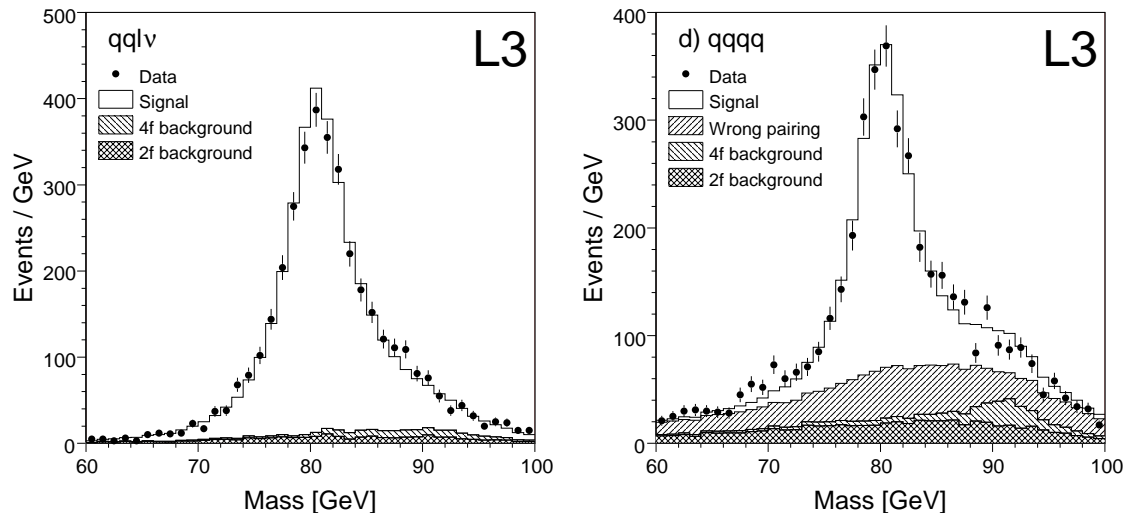 qqlν
L3
Data
Signal
4f background
2f background
Events / GeV
500
400
300
200
100
0
60 70 80 90 100
Mass [GeV]
d) qqqq
L3
Data
Signal
Wrong pairing
4f background
2f background
Events / GeV
400
300
200
100
0
60 70 80 90 100
Mass [GeV]